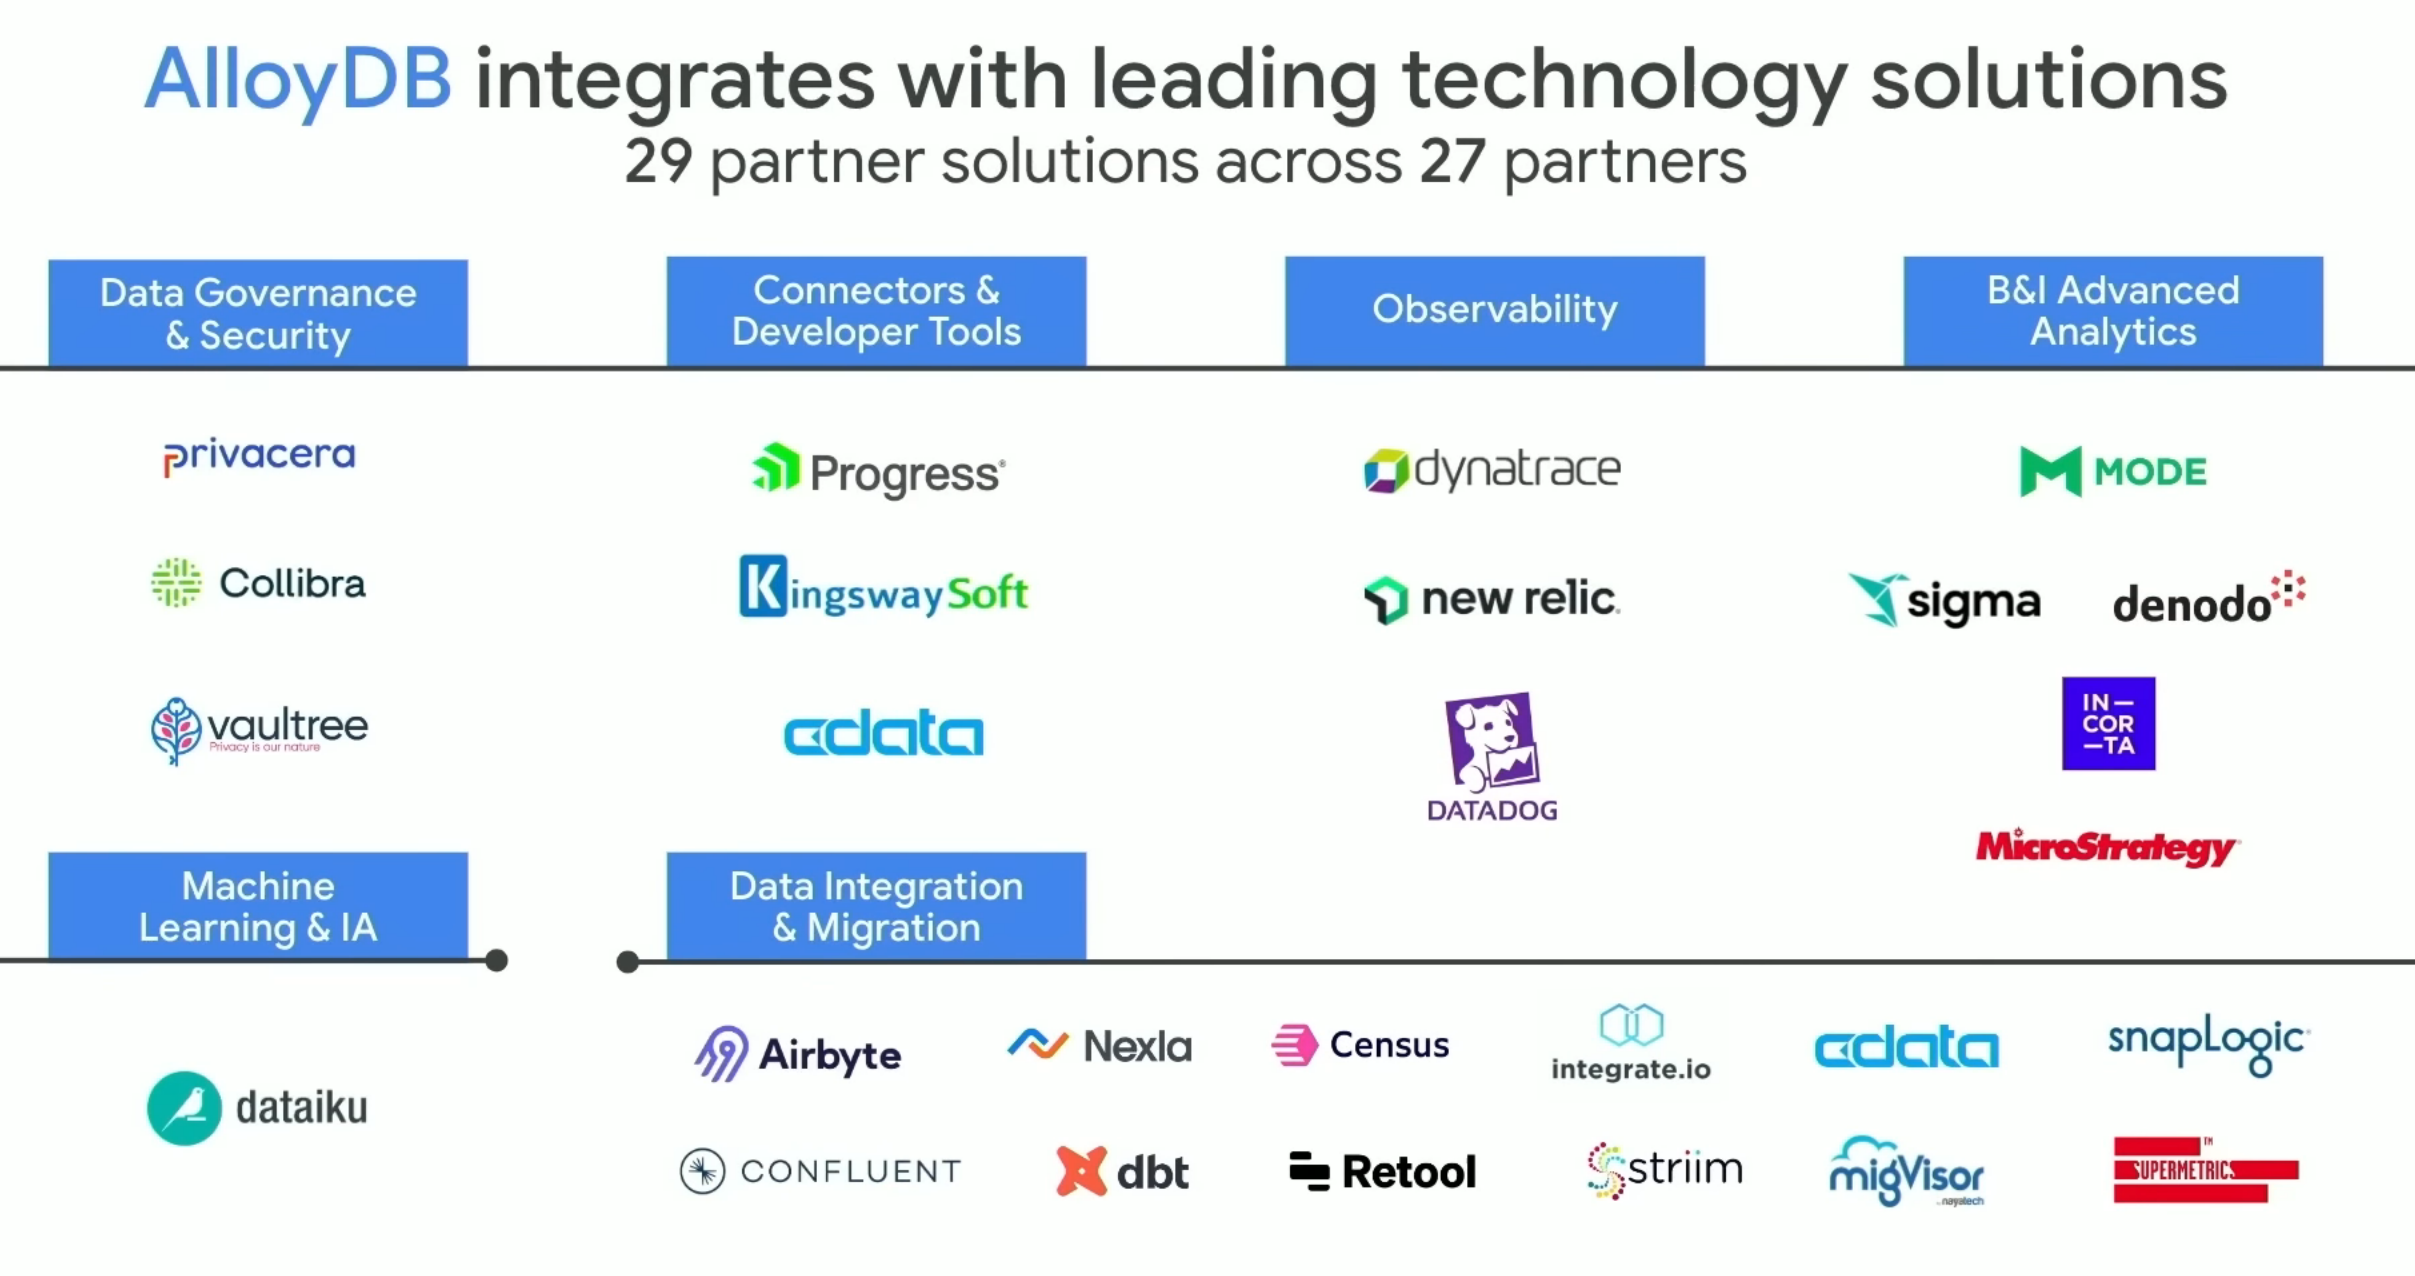 AlloyDB integrates with leading technology solutions
29 partner solutions across 27 partners
Data Governance
& Security
privacera
Collibra
vaultree
Privacy is our nature
Connectors &
Developer Tools
Progress®
KingswaySoft
cdata
Observability
dynatrace
new relic.
DATADOG
B&I Advanced
Analytics
MODE
sigma
denodo
IN—
COR
—TA
MicroStrategy
Machine
Learning & IA
dataiku
Data Integration
& Migration
Airbyte
Nexla
Census
integrate.io
cdata
snapLogic
CONFLUENT
dbt
Retool
striim
migVisor
nayatech
SUPERMETRICS™